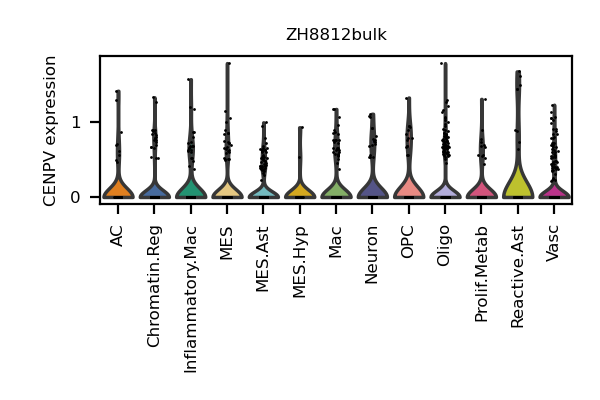 ZH8812bulk
CENPV expression
1
0
AC
Chromatin.Reg
Inflammatory.Mac
MES
MES.Ast
MES.Hyp
Mac
Neuron
OPC
Oligo
Prolif.Metab
Reactive.Ast
Vasc